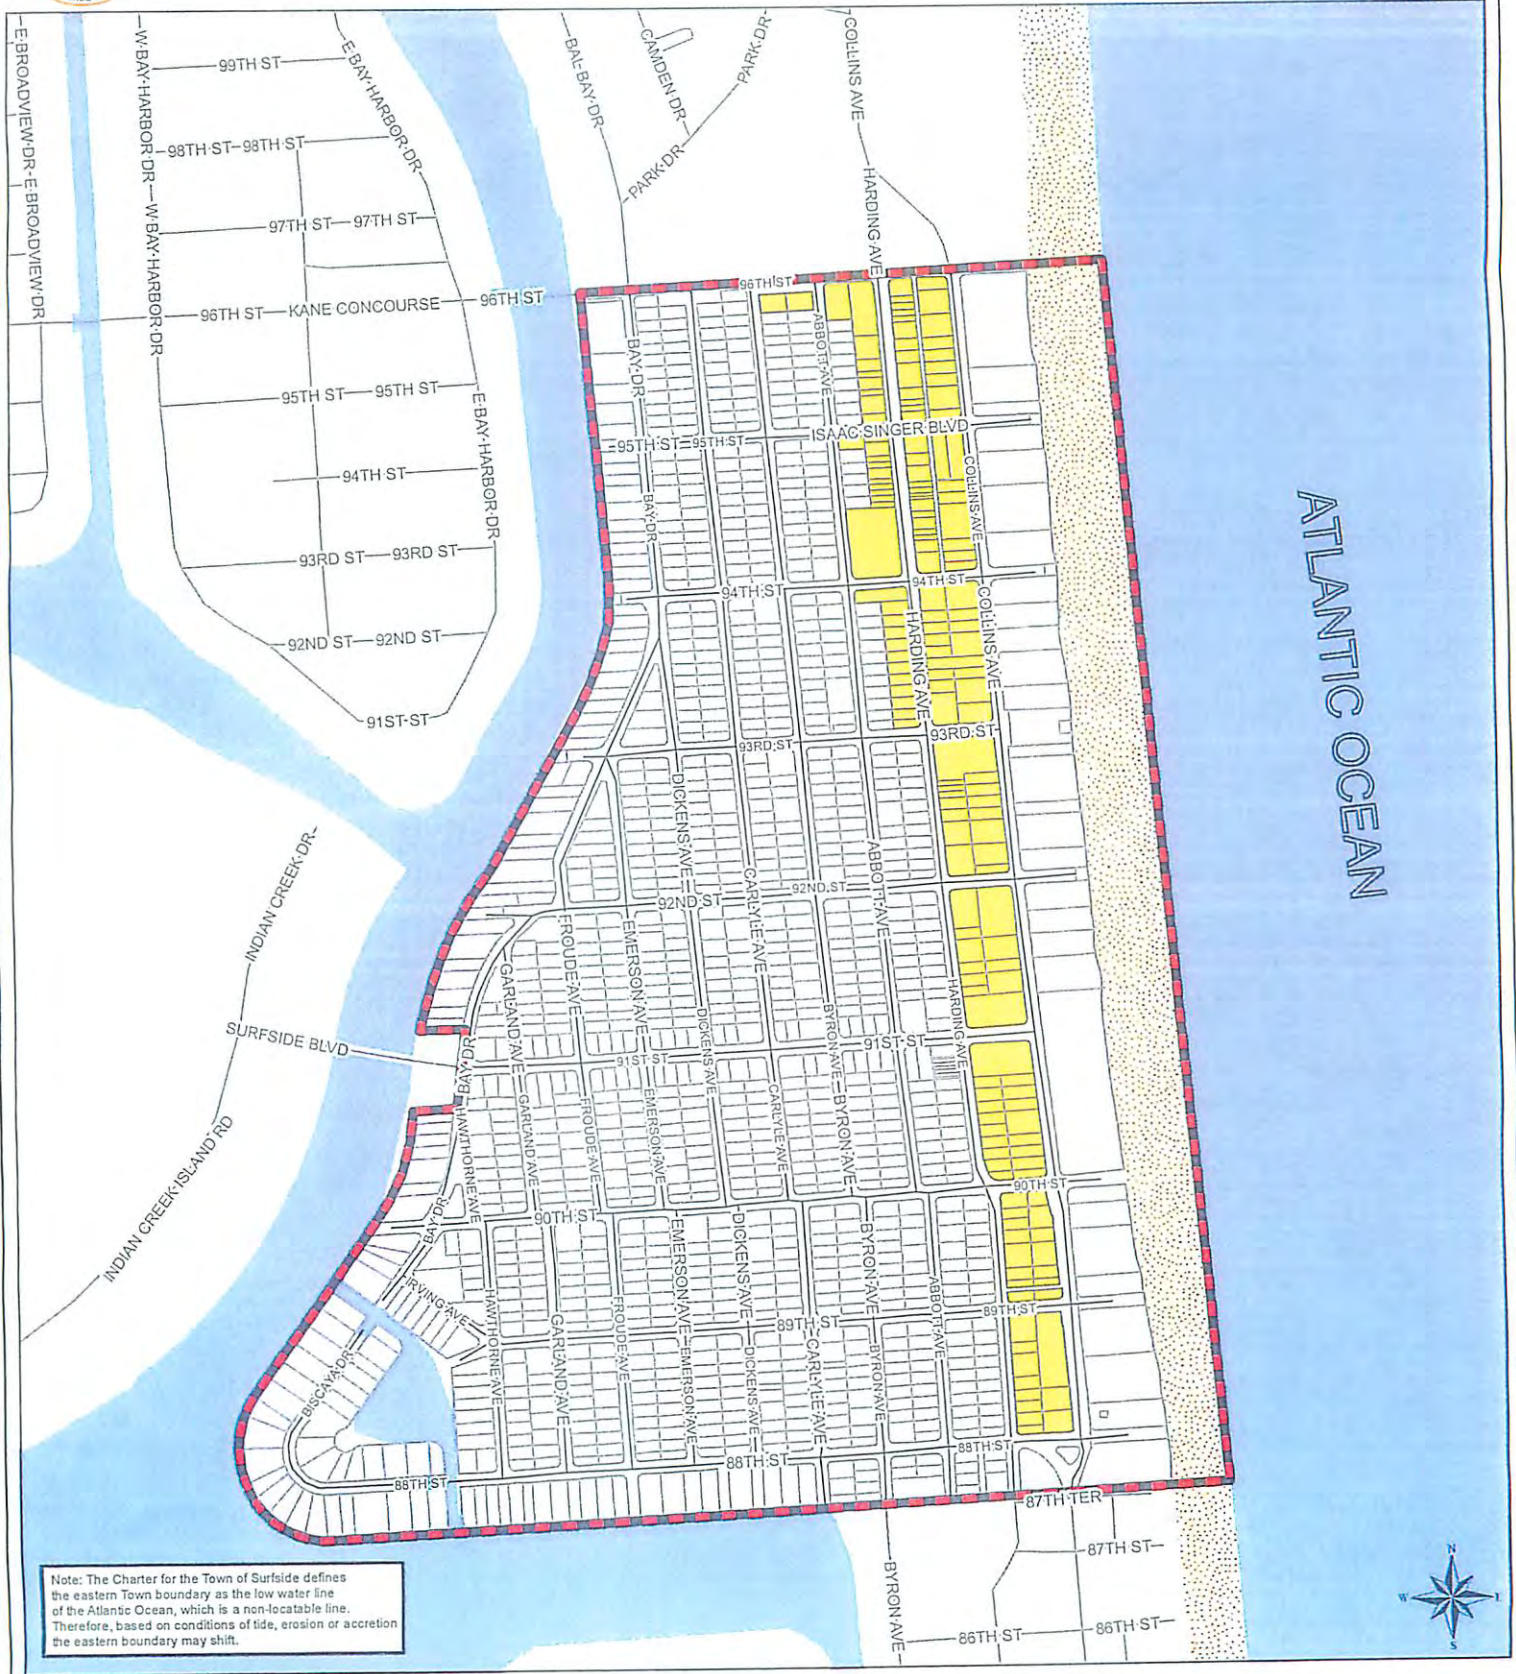 E BROADVIEW DR
E BROADVIEW DR
W BAY HARBOR DR
W BAY HARBOR DR
99TH ST
E BAY HARBOR DR
98TH ST
98TH ST
97TH ST
97TH ST
96TH ST
KANE CONCOURSE
96TH ST
95TH ST
95TH ST
E BAY HARBOR DR
94TH ST
93RD ST
93RD ST
92ND ST
92ND ST
91ST ST
BAL BAY DR
CAMDEN DR
PARK DR
PARK DR
COLLINS AVE
HARDING AVE
96TH ST
BAY DR
ABBOTT AVE
95TH ST
95TH ST
ISAAC SINGER BLVD
BAY DR
COLLINS AVE
94TH ST
94TH ST
HARDING AVE
COLLINS AVE
93RD ST
93RD ST
DICKENS AVE
CARLYLE AVE
ABBOTT AVE
92ND ST
92ND ST
ATLANTIC OCEAN
INDIAN CREEK DR
SURFSIDE BLVD
INDIAN CREEK ISLAND RD
GARLAND AVE
FROUDE AVE
EMERSON AVE
DICKENS AVE
BYRON AVE
HARDING AVE
BAY DR
91ST ST
91ST ST
HAWTHORNE AVE
GARLAND AVE
FROUDE AVE
EMERSON AVE
CARLYLE AVE
BYRON AVE
BAY DR
90TH ST
90TH ST
IRVING AVE
HAWTHORNE AVE
GARLAND AVE
FROUDE AVE
EMERSON AVE
EMERSON AVE
DICKENS AVE
DICKENS AVE
CARLYLE AVE
BYRON AVE
BYRON AVE
ABBOTT AVE
89TH ST
89TH ST
BISCAYA DR
88TH ST
88TH ST
88TH ST
87TH TER
87TH ST
BYRON AVE
86TH ST
86TH ST
Note: The Charter for the Town of Surfside defines
the eastern Town boundary as the low water line
of the Atlantic Ocean, which is a non-locatable line.
Therefore, based on conditions of tide, erosion or accretion
the eastern boundary may shift.
N
W
E
S